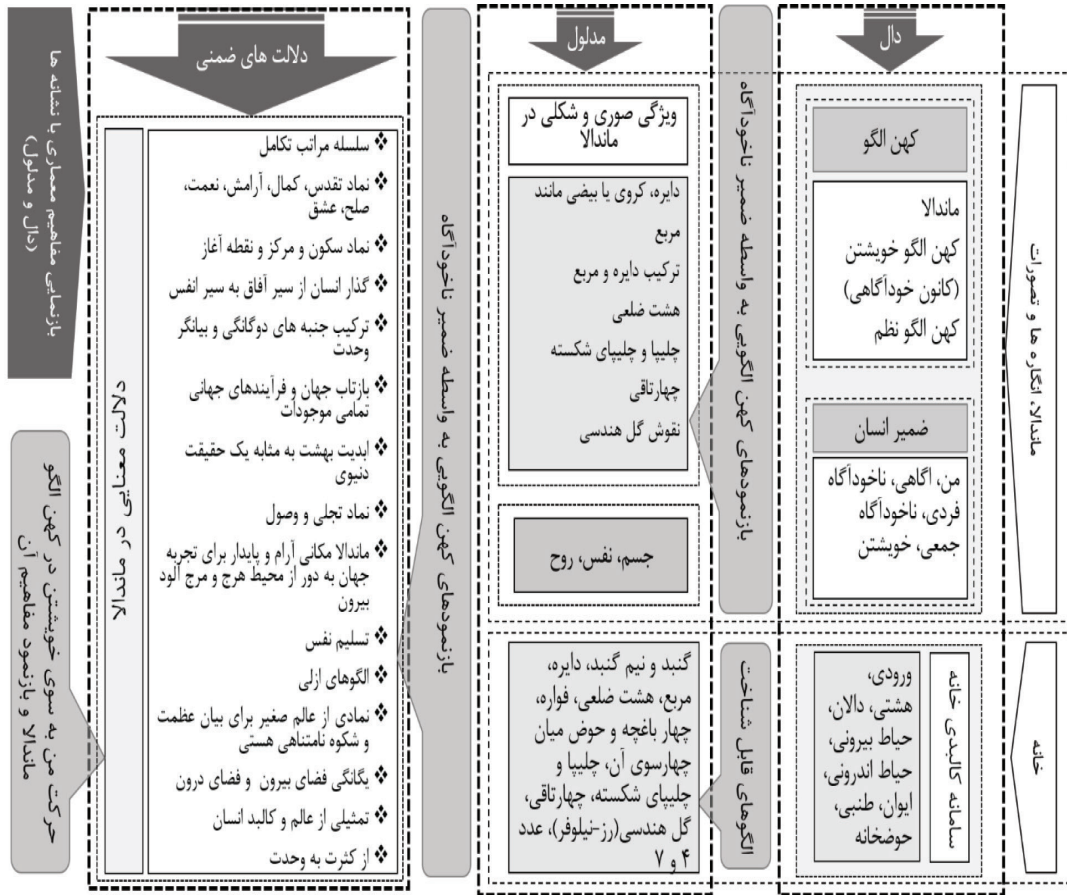 دال
ماندالا، انگاره ها و تصورات
کهن الگو
ماندالا
کهن الگو خویشتن
(کانون خودآگاهی)
کهن الگو نظم
ضمیر انسان
من، اگاهی، ناخودآگاه
فردی، ناخودآگاه
جمعی، خویشتن
خانه
سامانه کالبدی خانه
ورودی،
هشتی، دالان،
حیاط بیرونی،
حیاط اندرونی،
ایوان، طنبی،
حوضخانه
بازنمودهای کهن الگویی به واسطه ضمیر ناخودآگاه
الگوهای قابل شناخت
مدلول
ویژگی صوری و شکلی در
ماندالا
دایره، کروی یا بیضی مانند
مربع
ترکیب دایره و مربع
هشت ضلعی
چلیپا و چلیپای شکسته
چهارتاقی
نقوش گل هندسی
جسم، نفس، روح
گنبد و نیم گنبد، دایره،
مربع، هشت ضلعی، فواره،
چهار باغچه و حوض میان
چهارسوی آن، چلیپا و
چلیپای شکسته، چهارتاقی،
گل هندسی(رز-نیلوفر)، عدد
۴ و ۷
بازنمودهای کهن الگویی به واسطه ضمیر ناخودآگاه
دلالت های ضمنی
❖ سلسله مراتب تکامل
❖ نماد تقدس، کمال، آرامش، نعمت،
صلح، عشق
❖ نماد سکون و مرکز و نقطه آغاز
❖ گذار انسان از سیر آفاق به سیر انفس
❖ ترکیب جنبه های دوگانگی و بیانگر
وحدت
❖ بازتاب جهان و فرآیندهای جهانی
تمامی موجودات
❖ ابدیت بهشت به مثابه یک حقیقت
دنیوی
❖ نماد تجلی و وصول
❖ ماندالا مکانی آرام و پایدار برای تجربه
جهان به دور از محیط هرج و مرج آلود
بیرون
❖ تسلیم نفس
❖ الگوهای ازلی
❖ نمادی از عالم صغیر برای بیان عظمت
و شکوه نامتناهی هستی
❖ یگانگی فضای بیرون و فضای درون
❖ تمثیلی از عالم و کالبد انسان
❖ از کثرت به وحدت
دلالت معنایی در ماندالا
بازنمایی مفاهیم معماری با نشانه ها
(دال و مدلول)
حرکت من به سوی خویشتن در کهن الگو
ماندالا و بازنمود مفاهیم آن